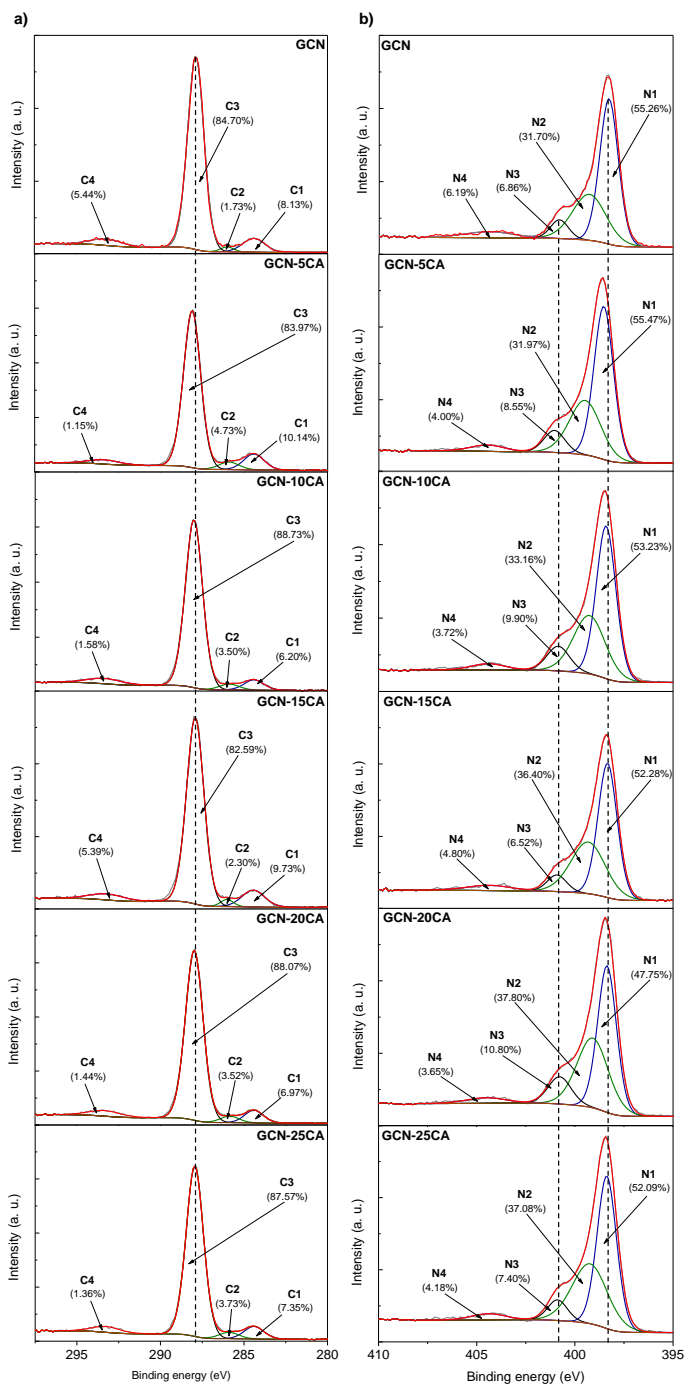 a)
GCN
C3
(84.70%)
C4
(5.44%)
C2
(1.73%)
C1
(8.13%)
Intensity (a. u.)
GCN-5CA
C3
(83.97%)
C4
(1.15%)
C2
(4.73%)
C1
(10.14%)
Intensity (a. u.)
GCN-10CA
C3
(88.73%)
C4
(1.58%)
C2
(3.50%)
C1
(6.20%)
Intensity (a. u.)
GCN-15CA
C3
(82.59%)
C4
(5.39%)
C2
(2.30%)
C1
(9.73%)
Intensity (a. u.)
GCN-20CA
C3
(88.07%)
C4
(1.44%)
C2
(3.52%)
C1
(6.97%)
Intensity (a. u.)
GCN-25CA
C3
(87.57%)
C4
(1.36%)
C2
(3.73%)
C1
(7.35%)
Intensity (a. u.)
295 290 285 280
Binding energy (eV)
b)
GCN
N1
(55.26%)
N2
(31.70%)
N3
(6.86%)
N4
(6.19%)
Intensity (a. u.)
GCN-5CA
N1
(55.47%)
N2
(31.97%)
N3
(8.55%)
N4
(4.00%)
Intensity (a. u.)
GCN-10CA
N1
(53.23%)
N2
(33.16%)
N3
(9.90%)
N4
(3.72%)
Intensity (a. u.)
GCN-15CA
N1
(52.28%)
N2
(36.40%)
N3
(6.52%)
N4
(4.80%)
Intensity (a. u.)
GCN-20CA
N1
(47.75%)
N2
(37.80%)
N3
(10.80%)
N4
(3.65%)
Intensity (a. u.)
GCN-25CA
N1
(52.09%)
N2
(37.08%)
N3
(7.40%)
N4
(4.18%)
Intensity (a. u.)
410 405 400 395
Binding energy (eV)